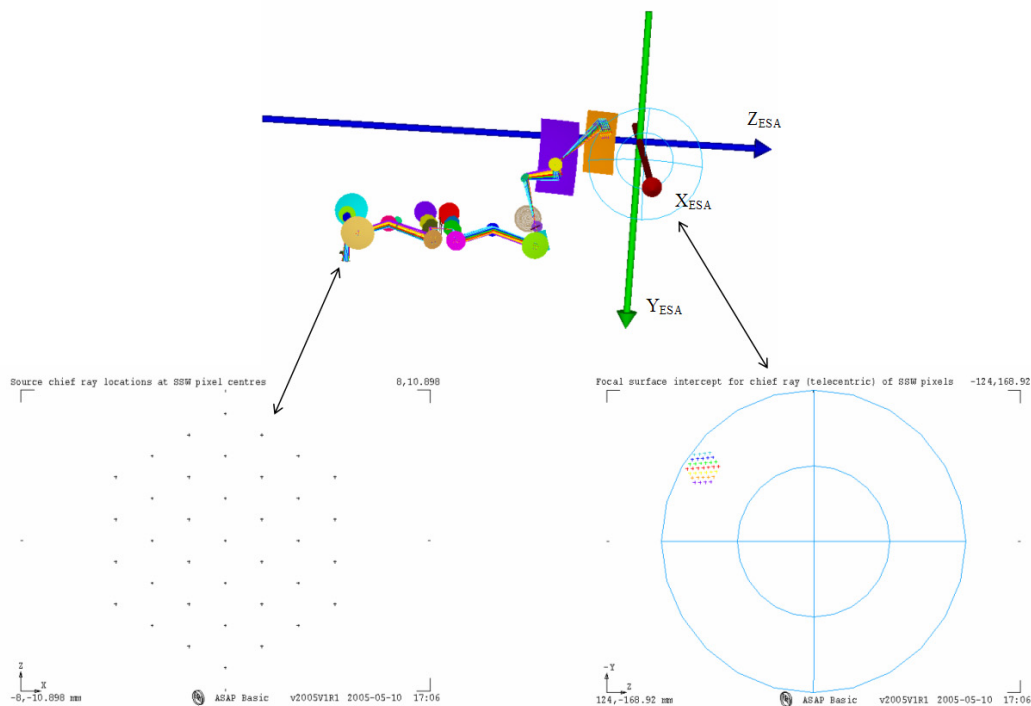 Z_ESA
X_ESA
Y_ESA
Source chief ray locations at SSW pixel centres 8,10.898
Focal surface intercept for chief ray (telecentric) of SSW pixels -124,168.92
Z
X
-8,-10.898 mm ASAP Basic v2005V1R1 2005-05-10 17:06
-Y
Z
124,-168.92 mm ASAP Basic v2005V1R1 2005-05-10 17:06